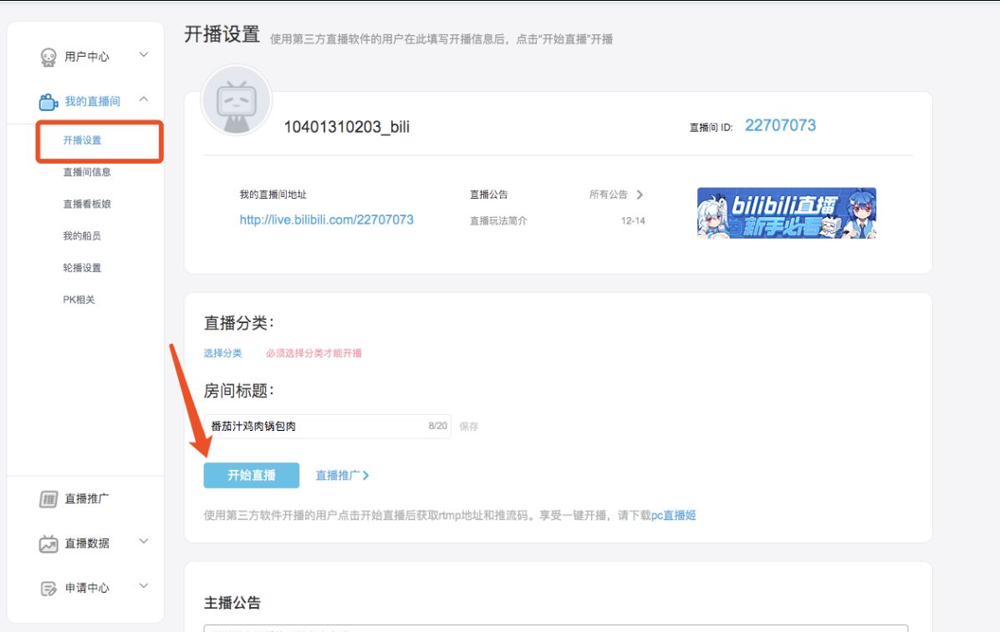 开播设置 使用第三方直播软件的用户在此填写开播信息后，点击“开始直播”开播
用户中心
我的直播间
开播设置
直播间信息
直播看板娘
我的船员
轮播设置
PK相关
直播推广
直播数据
申请中心
10401310203_bili
直播间 ID: 22707073
我的直播间地址
http://live.bilibili.com/22707073
直播公告 所有公告
直播玩法简介 12-14
bilibili直播
新手必看
直播分类：
选择分类 必须选择分类才能开播
房间标题：
番茄汁鸡肉锅包肉 8/20 保存
开始直播 直播推广
使用第三方软件开播的用户点击开始直播后获取rtmp地址和推流码。享受一键开播，请下载pc直播姬
主播公告